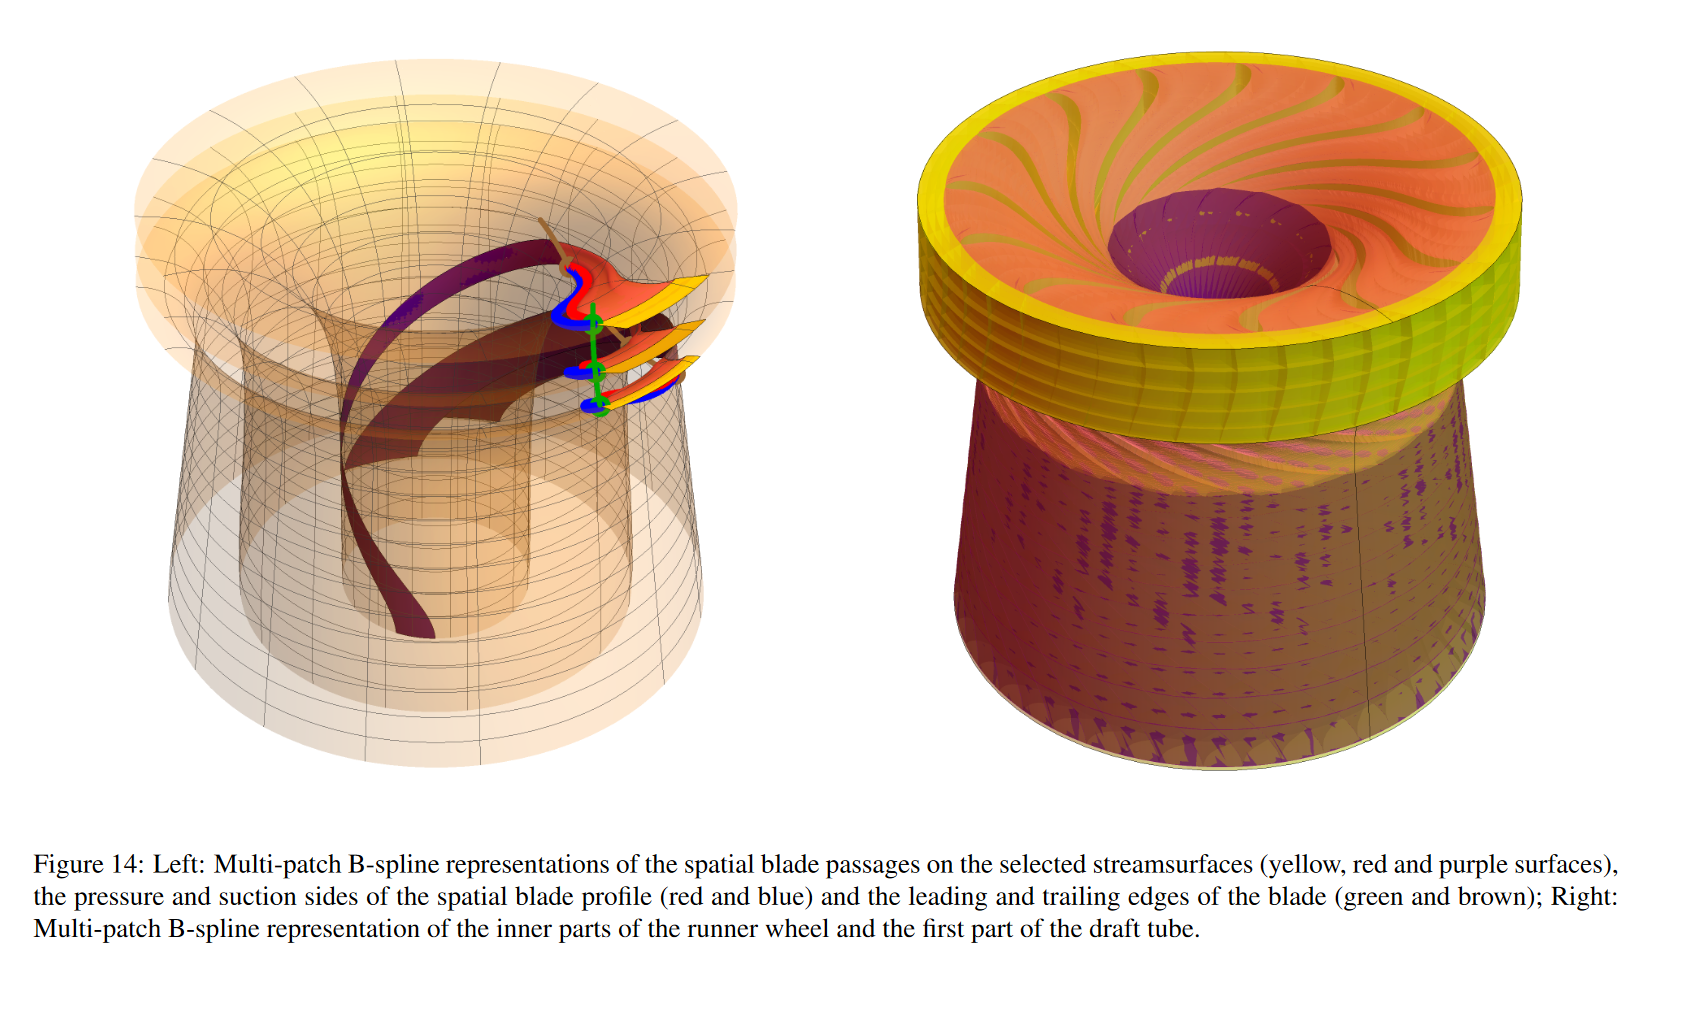 Figure 14: Left: Multi-patch B-spline representations of the spatial blade passages on the selected streamsurfaces (yellow, red and purple surfaces),
the pressure and suction sides of the spatial blade profile (red and blue) and the leading and trailing edges of the blade (green and brown); Right:
Multi-patch B-spline representation of the inner parts of the runner wheel and the first part of the draft tube.